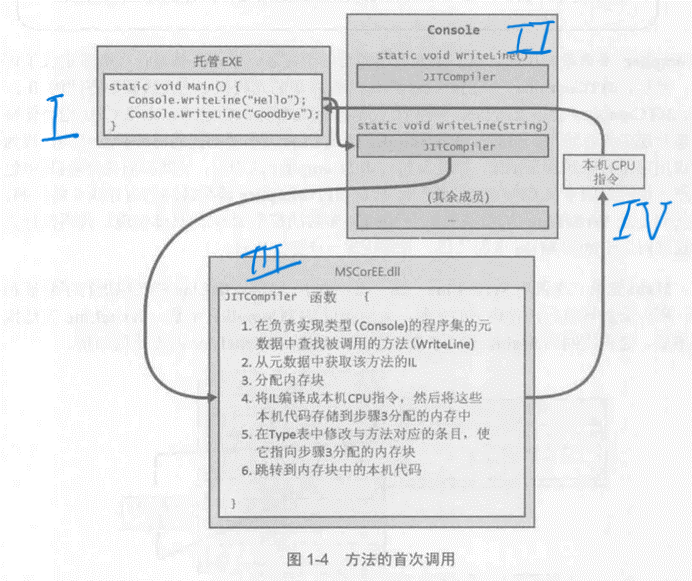 Console
II
托管 EXE
static void WriteLine()
JITCompiler
static void Main() {
Console.WriteLine("Hello");
Console.WriteLine("Goodbye");
}
I
static void WriteLine(string)
JITCompiler
本机 CPU
指令
(其余成员)
IV
III
MSCorEE.dll
JITCompiler 函数 {
1. 在负责实现类型(Console)的程序集的元
数据中查找被调用的方法(WriteLine)
2. 从元数据中获取该方法的IL
3. 分配内存块
4. 将IL编译成本机CPU指令，然后将这些
本机代码存储到步骤3分配的内存中
5. 在Type表中修改与方法对应的条目，使
它指向步骤3分配的内存块
6. 跳转到内存块中的本机代码
}
图 1-4 方法的首次调用